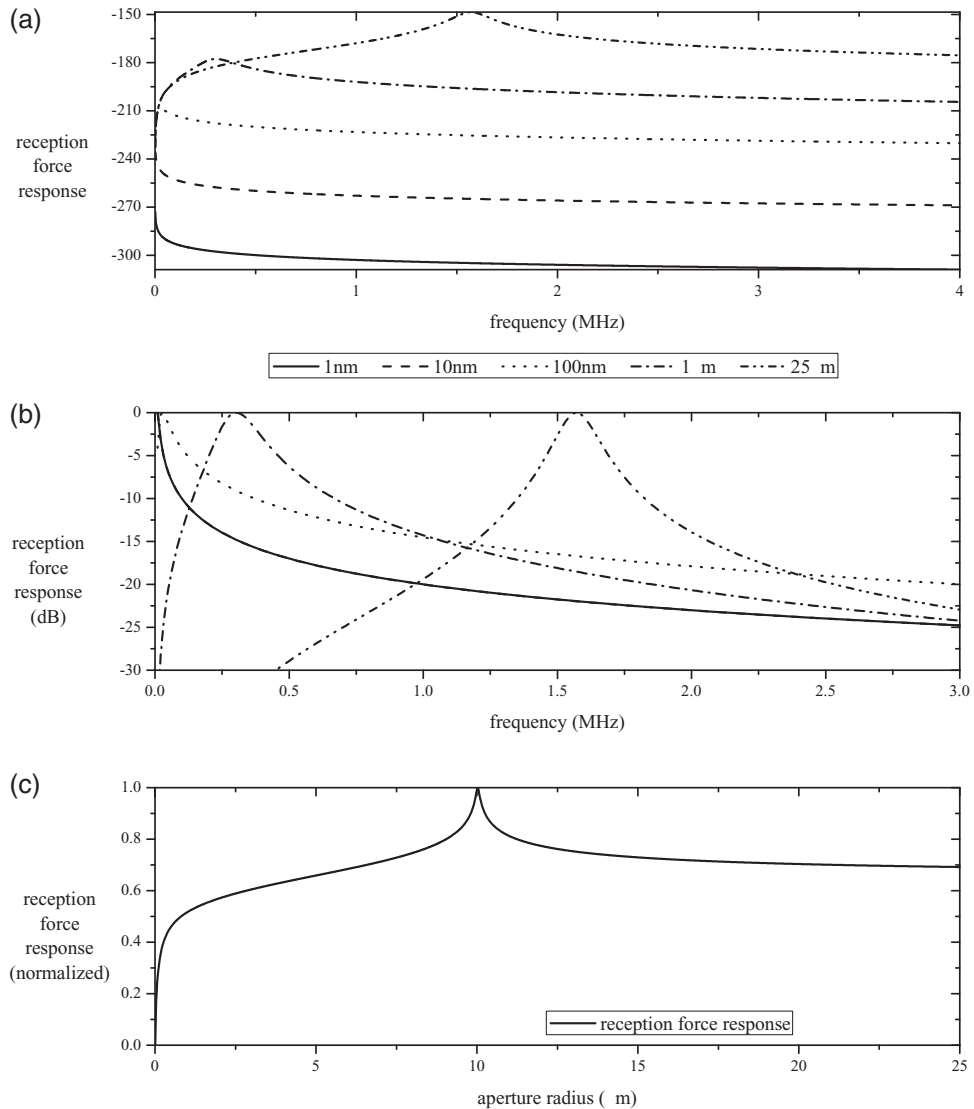 (a)
-150
-180
-210
-240
-270
-300
reception
force
response
0
1
2
3
4
frequency (MHz)
1nm 10nm 100nm 1 m 25 m
(b)
0
-5
-10
-15
-20
-25
-30
reception
force
response
(dB)
0.0
0.5
1.0
1.5
2.0
2.5
3.0
frequency (MHz)
(c)
1.0
0.8
0.6
0.4
0.2
0.0
reception
force
response
(normalized)
reception force response
0
5
10
15
20
25
aperture radius ( m)